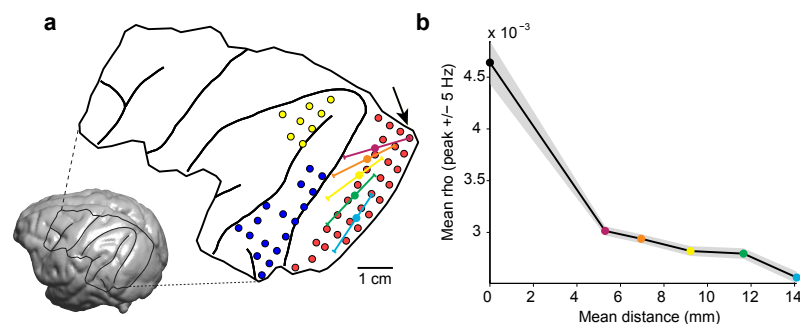 a
1 cm
b
x 10⁻³
Mean rho (peak +/− 5 Hz)
4.5
4
3.5
3
0
2
4
6
8
10
12
14
Mean distance (mm)